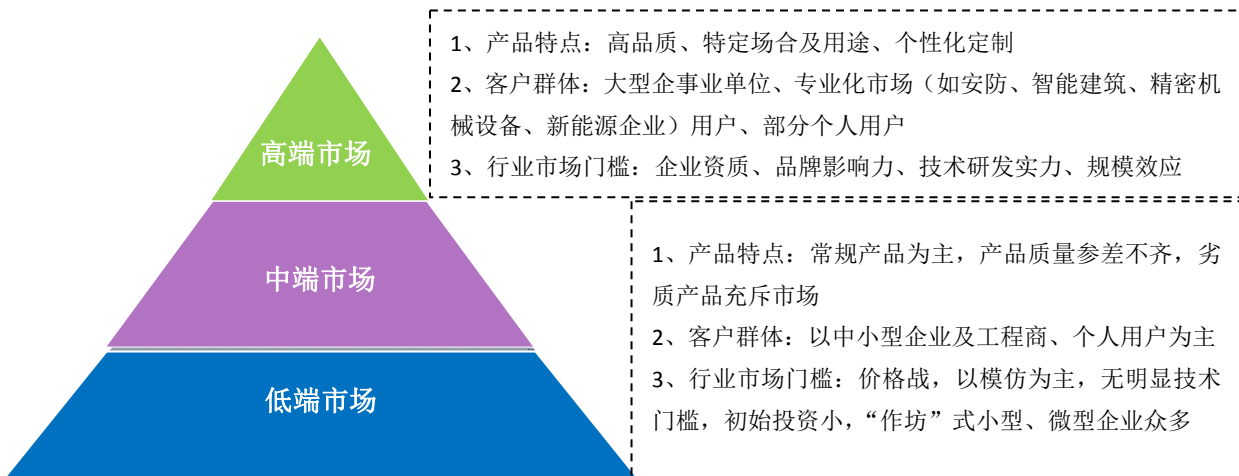 1、产品特点：高品质、特定场合及用途、个性化定制
2、客户群体：大型企事业单位、专业化市场（如安防、智能建筑、精密机
械设备、新能源企业）用户、部分个人用户
3、行业市场门槛：企业资质、品牌影响力、技术研发实力、规模效应
高端市场
1、产品特点：常规产品为主，产品质量参差不齐，劣
质产品充斥市场
2、客户群体：以中小型企业及工程商、个人用户为主
3、行业市场门槛：价格战，以模仿为主，无明显技术
门槛，初始投资小，“作坊”式小型、微型企业众多
中端市场
低端市场